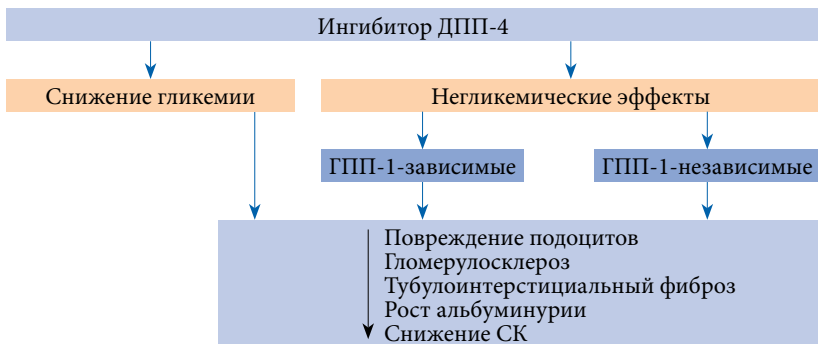 Ингибитор ДПП-4
Снижение гликемии
Негликемические эффекты
ГПП-1-зависимые
ГПП-1-независимые
Повреждение подоцитов
Гломерулосклероз
Тубулоинтерстициальный фиброз
Рост альбуминурии
Снижение СК